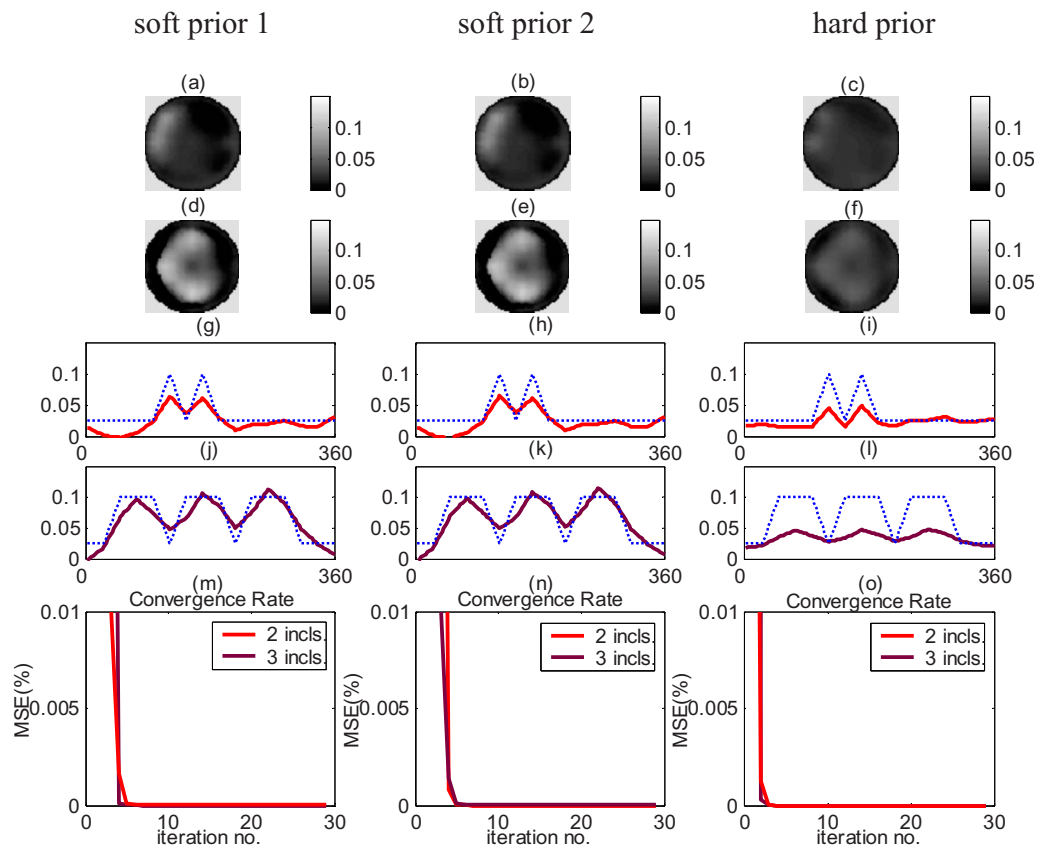 soft prior 1 soft prior 2 hard prior
(a) (b) (c)
0.1 0.1 0.1
0.05 0.05 0.05
0 0 0
(d) (e) (f)
0.1 0.1 0.1
0.05 0.05 0.05
0 0 0
(g) (h) (i)
0.1 0.1 0.1
0.05 0.05 0.05
0 0 0
0 360 0 360 0 360
(j) (k) (l)
0.1 0.1 0.1
0.05 0.05 0.05
0 0 0
0 360 0 360 0 360
(m) (n) (o)
Convergence Rate Convergence Rate Convergence Rate
0.01 0.01 0.01
2 incls. 2 incls. 2 incls.
3 incls. 3 incls. 3 incls.
MSE(%) MSE(%) MSE(%)
0.005 0.005 0.005
0 0 0
0 10 20 30 0 10 20 30 0 10 20 30
iteration no. iteration no. iteration no.